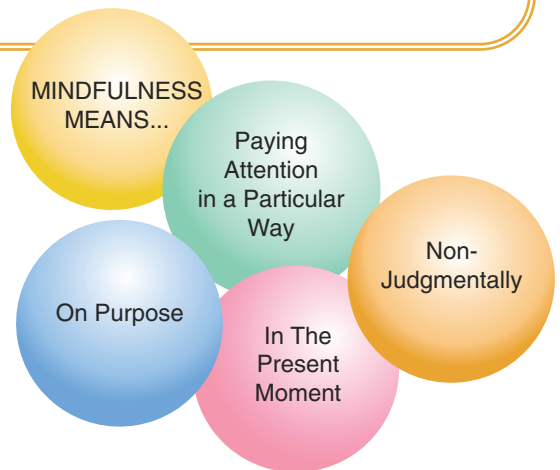 MINDFULNESS
MEANS...
Paying
Attention
in a Particular
Way
On Purpose
In The
Present
Moment
Non-
Judgmentally